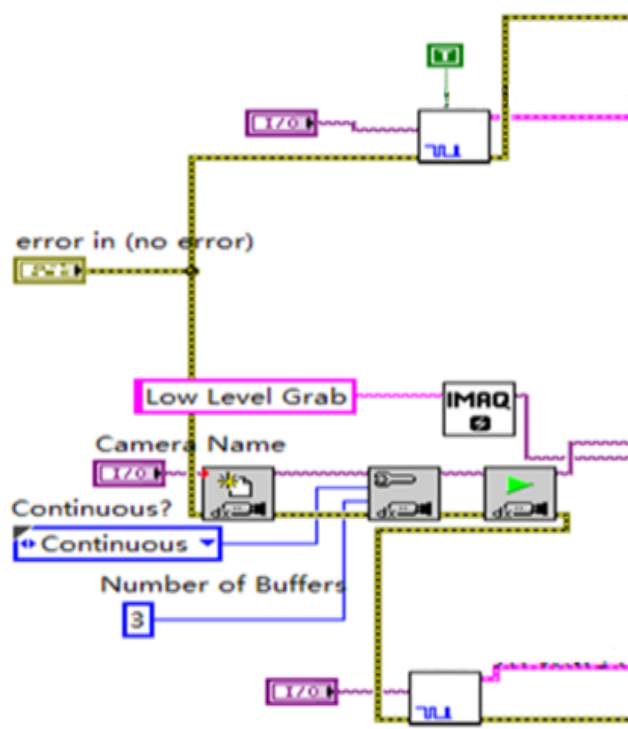 T
I/O
error in (no error)
Low Level Grab
IMAQ
Camera Name
I/O
Continuous?
Continuous
Number of Buffers
3
I/O